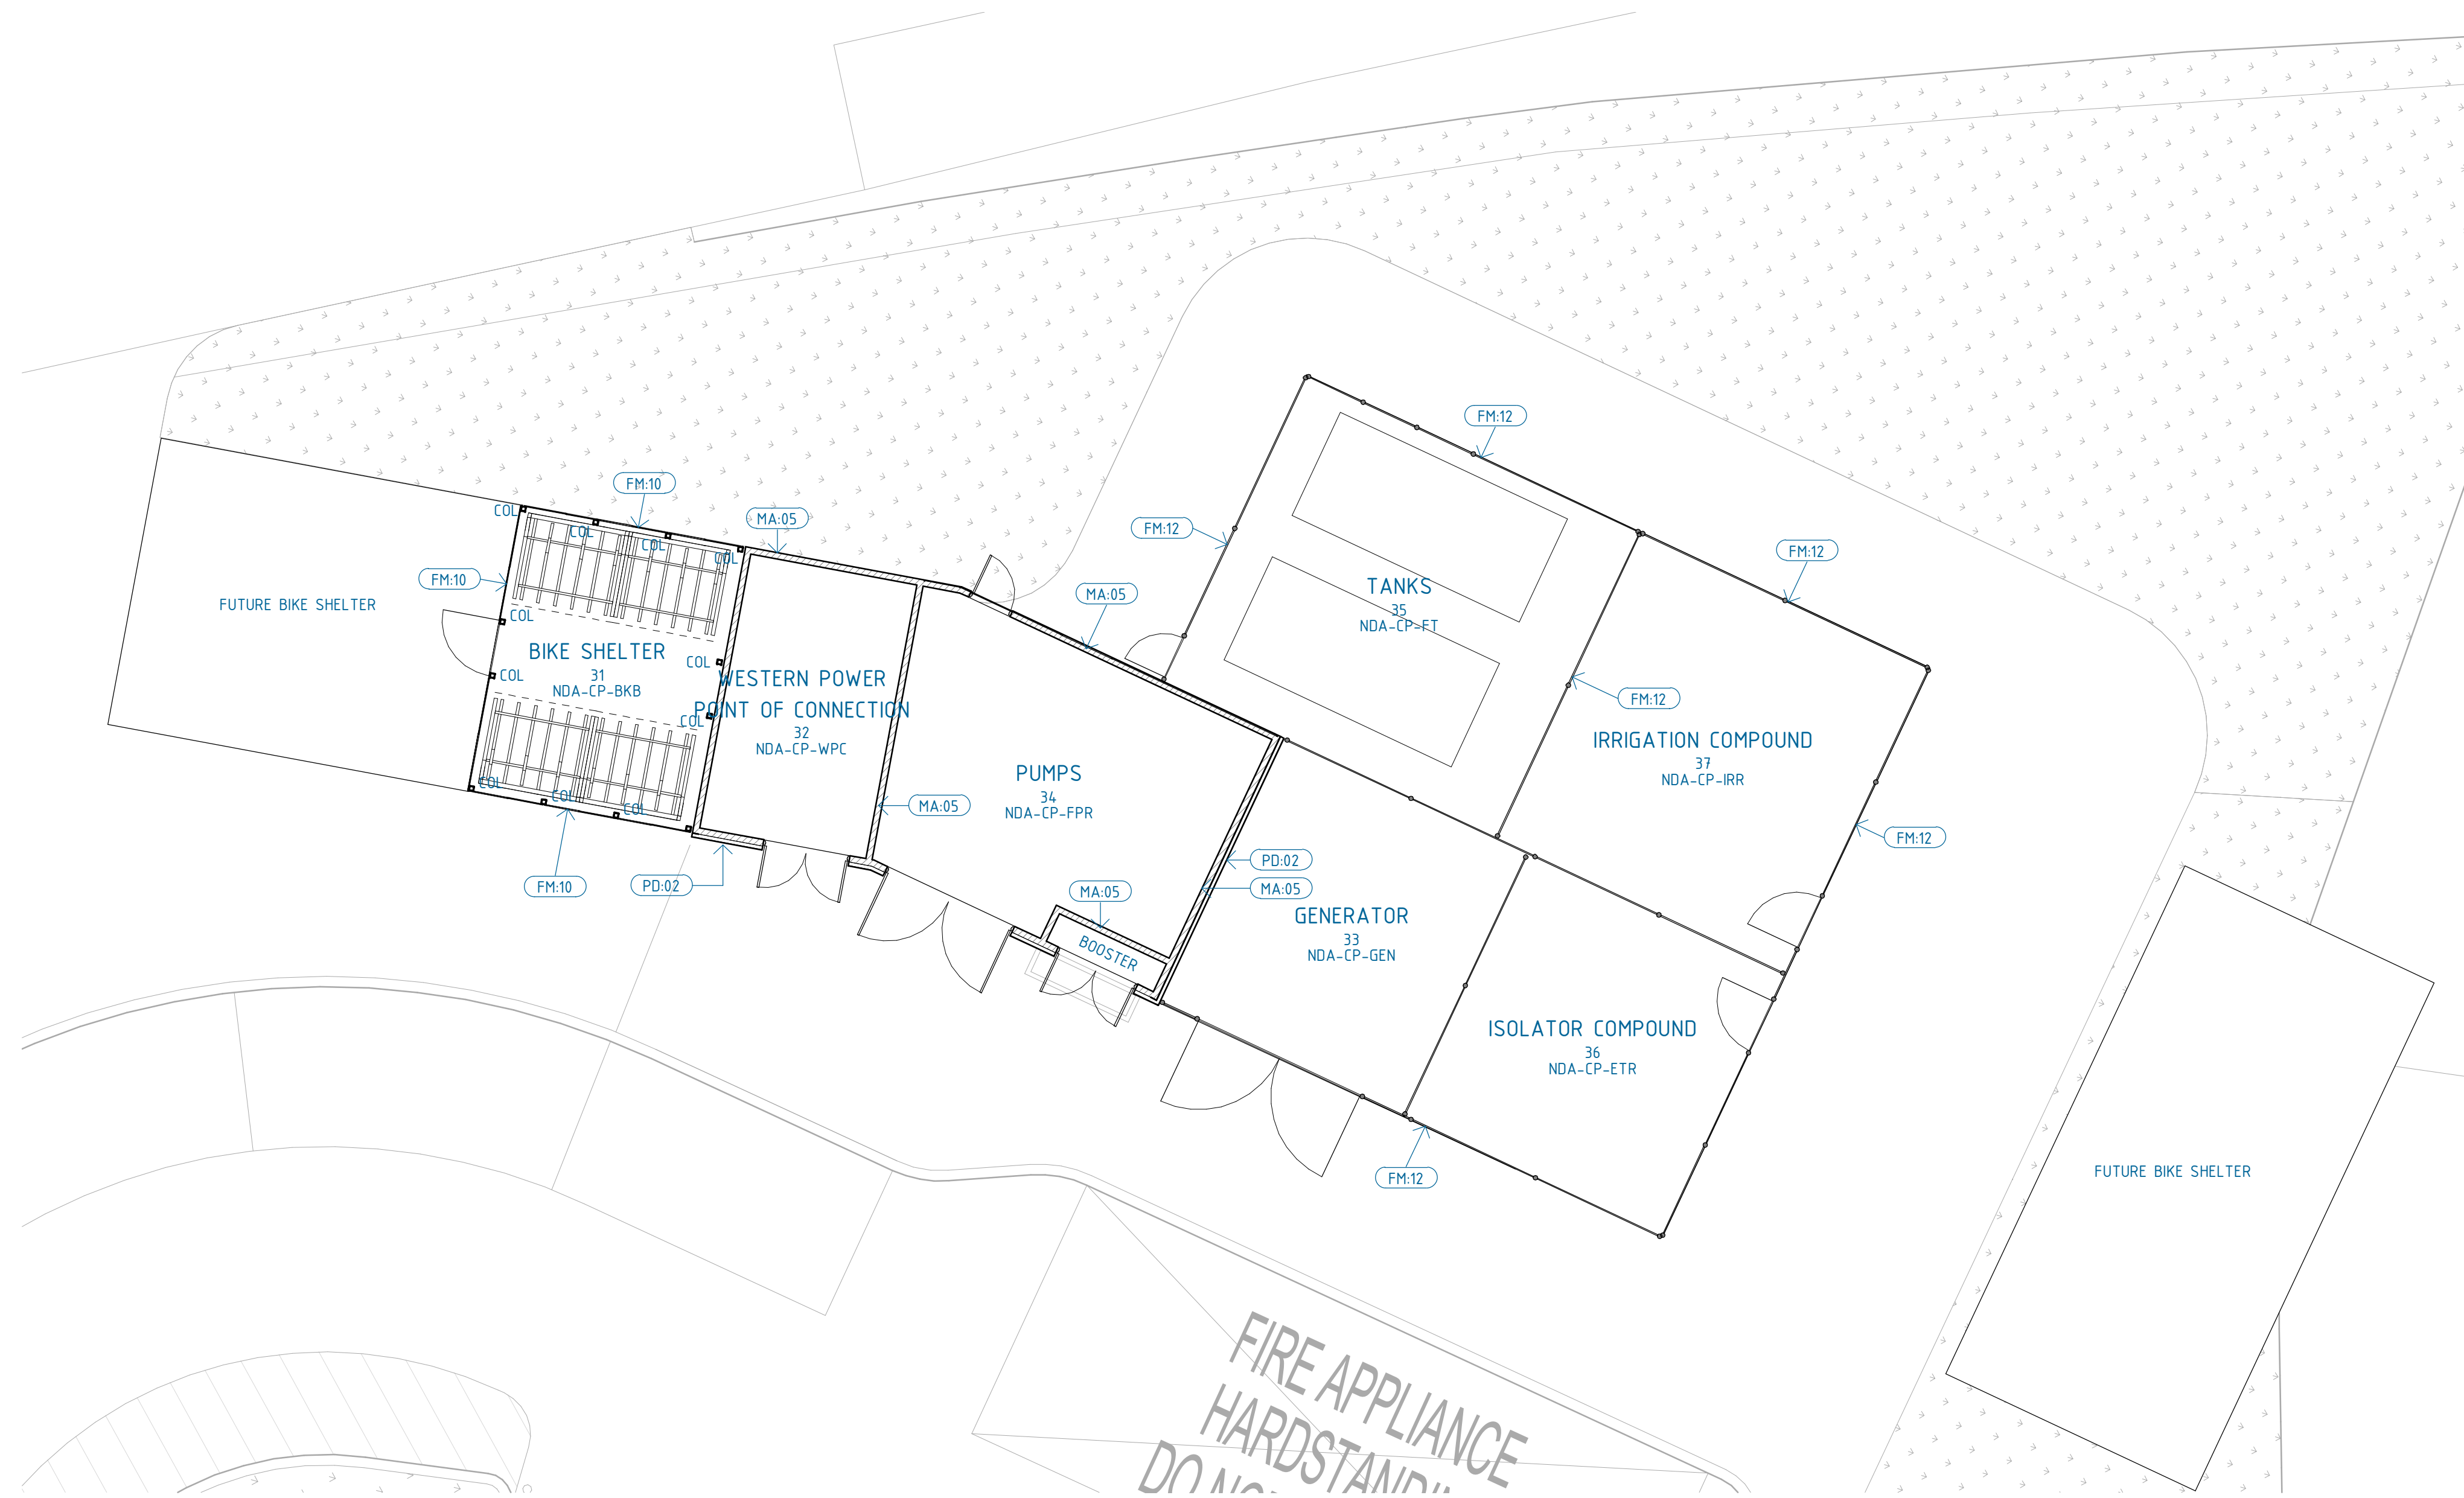 FM:12
FM:10
COL
COL
COL
COL
MA:05
FM:12
FM:12
FM:10
MA:05
TANKS
35
NDA-CP-FT
FUTURE BIKE SHELTER
COL
BIKE SHELTER
31
NDA-CP-BKB
COL
COL
COL
WESTERN POWER
POINT OF CONNECTION
32
NDA-CP-WPC
FM:12
IRRIGATION COMPOUND
37
NDA-CP-IRR
PUMPS
34
NDA-CP-FPR
COL
COL
COL
MA:05
FM:12
FM:10
PD:02
MA:05
PD:02
MA:05
BOOSTER
GENERATOR
33
NDA-CP-GEN
ISOLATOR COMPOUND
36
NDA-CP-ETR
FM:12
FUTURE BIKE SHELTER
FIRE APPLIANCE